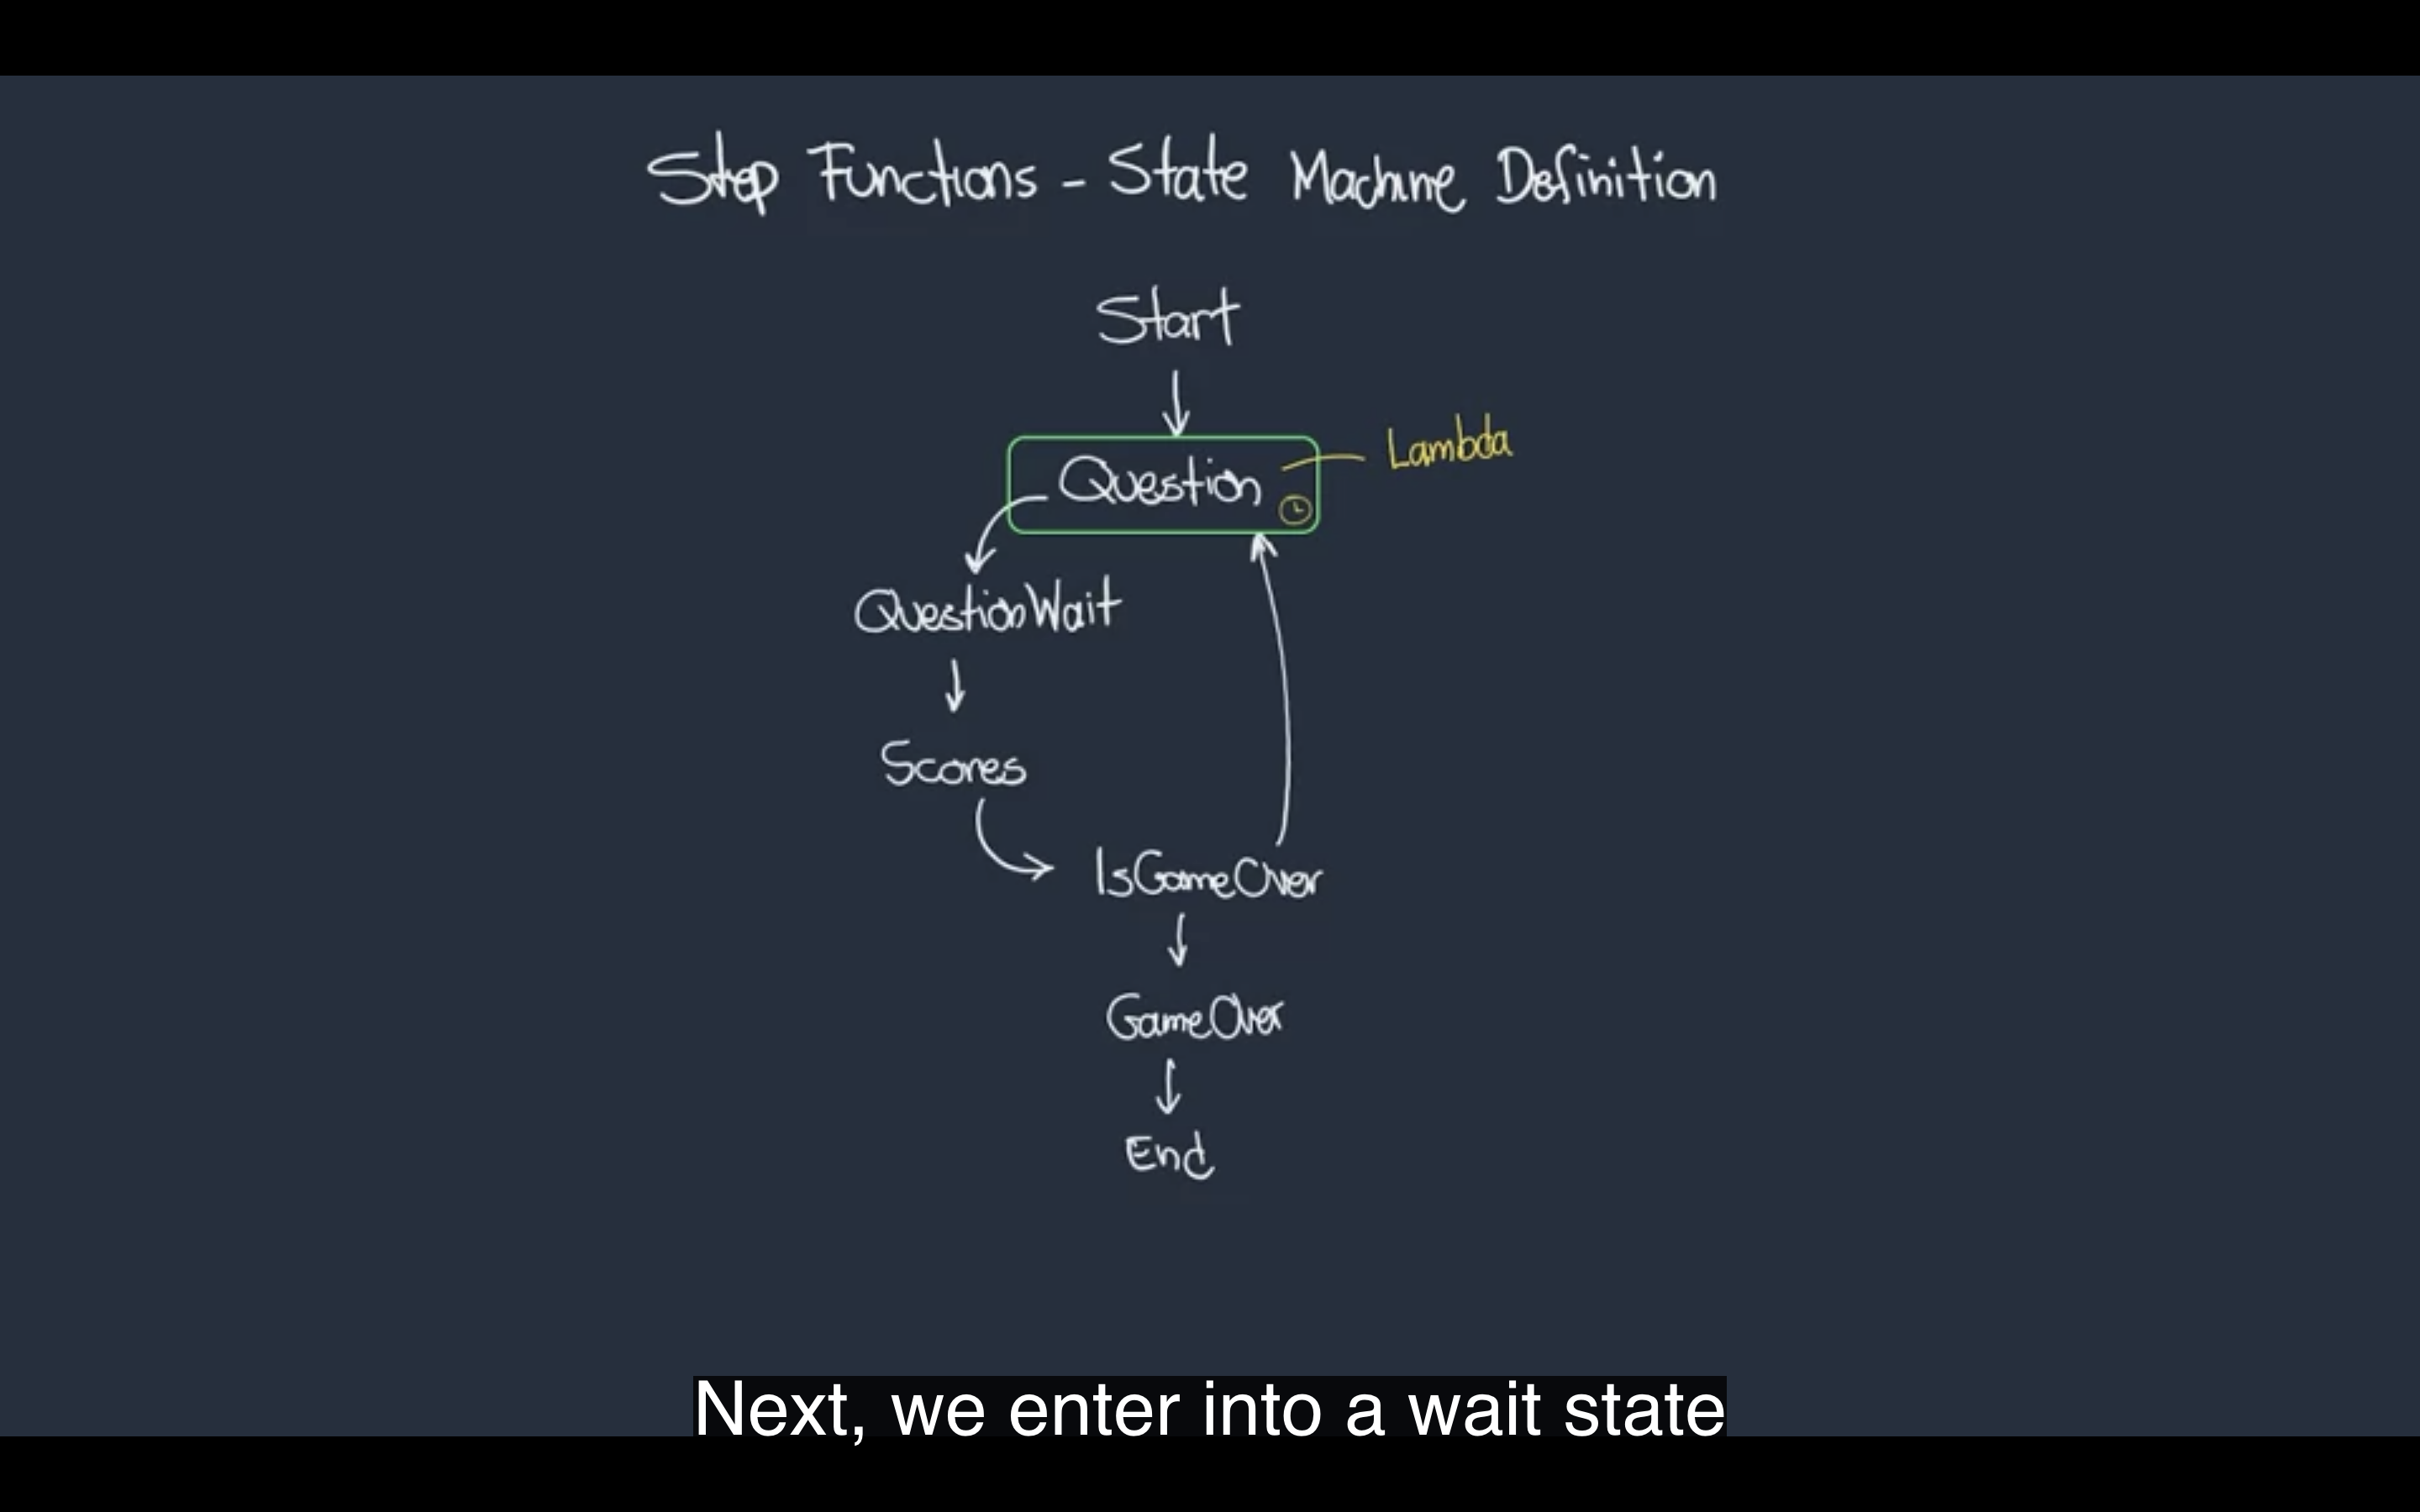 Step Functions - State Machine Definition
Start
Question
Lambda
QuestionWait
Scores
IsGameOver
GameOver
End
Next, we enter into a wait state